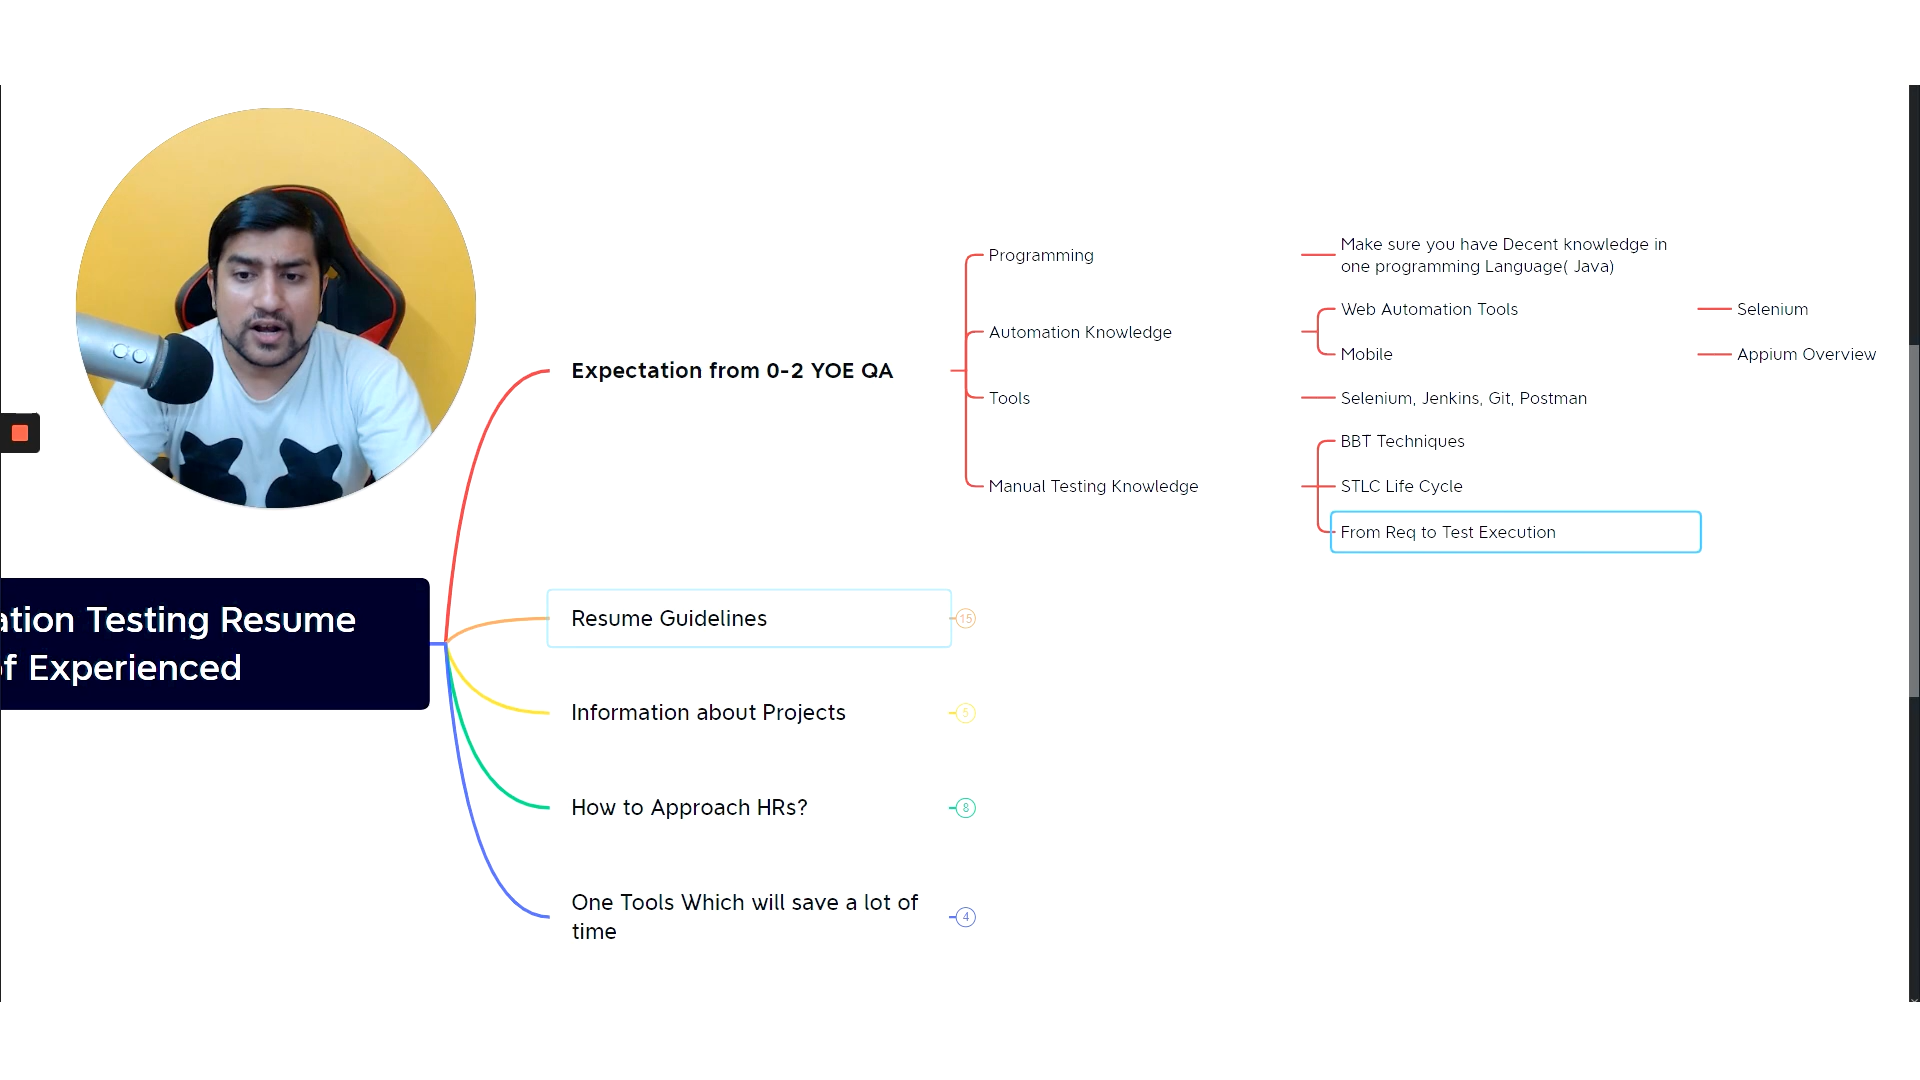 Programming
Make sure you have Decent knowledge in
one programming Language( Java)
Automation Knowledge
Web Automation Tools
Selenium
Mobile
Appium Overview
Expectation from 0-2 YOE QA
Tools
Selenium, Jenkins, Git, Postman
Manual Testing Knowledge
BBT Techniques
STLC Life Cycle
From Req to Test Execution
ation Testing Resume
of Experienced
Resume Guidelines
15
Information about Projects
5
How to Approach HRs?
8
One Tools Which will save a lot of
time
4